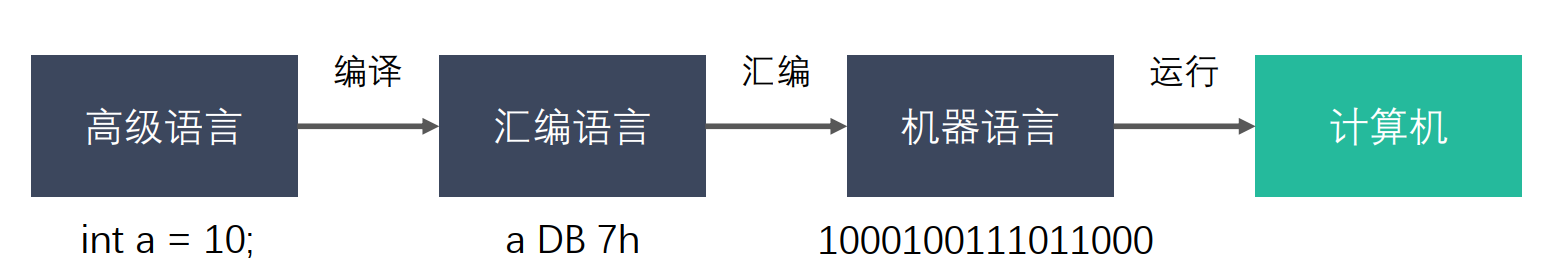 编译
汇编
运行
高级语言
汇编语言
机器语言
计算机
int a = 10;
a DB 7h
1000100111011000